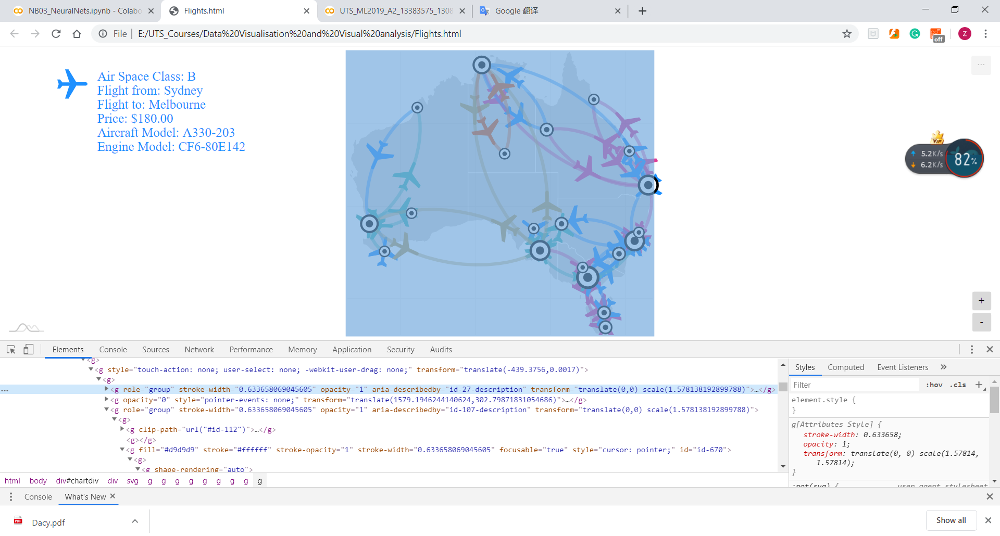 NB03_NeuralNets.ipynb - Colabo
Flights.html
UTS_ML2019_A2_13383575_1308
Google 翻译
File
E:/UTS_Courses/Data%20Visualisation%20and%20Visual%20analysis/Flights.html
off
Z
Air Space Class: B
Flight from: Sydney
Flight to: Melbourne
Price: $180.00
Aircraft Model: A330-203
Engine Model: CF6-80E142
...
VIP
5.2K/s
6.2K/s
82%
+
-
Elements Console Sources Network Performance Memory Application Security Audits
<g>
<g style="touch-action: none; user-select: none; -webkit-user-drag: none;" transform="translate(-439.3756,0.0017)">
<g>
<g role="group" stroke-width="0.633658069045605" opacity="1" aria-describedby="id-27-description" transform="translate(0,0) scale(1.578138192899788)">…</g>
<g opacity="0" style="pointer-events: none;" transform="translate(1579.1946244140624,302.79871831054686)">…</g>
<g role="group" stroke-width="0.633658069045605" opacity="1" aria-describedby="id-107-description" transform="translate(0,0) scale(1.578138192899788)">
<g>
<g clip-path="url("#id-112")">…</g>
<g></g>
<g fill="#d9d9d9" stroke="#ffffff" stroke-opacity="1" stroke-width="0.633658069045605" focusable="true" style="cursor: pointer;" id="id-670">
<g>
<g shape-rendering="auto">
Styles Computed Event Listeners »
Filter :hov .cls +
element.style {
}
g[Attributes Style] {
stroke-width: 0.633658;
opacity: 1;
transform: translate(0, 0) scale(1.57814,
1.57814);
}
:not(svg) { user agent stylesheet
html body div#chartdiv div svg g g g g g g g g g
Console What's New
PDF
Dacy.pdf
Show all